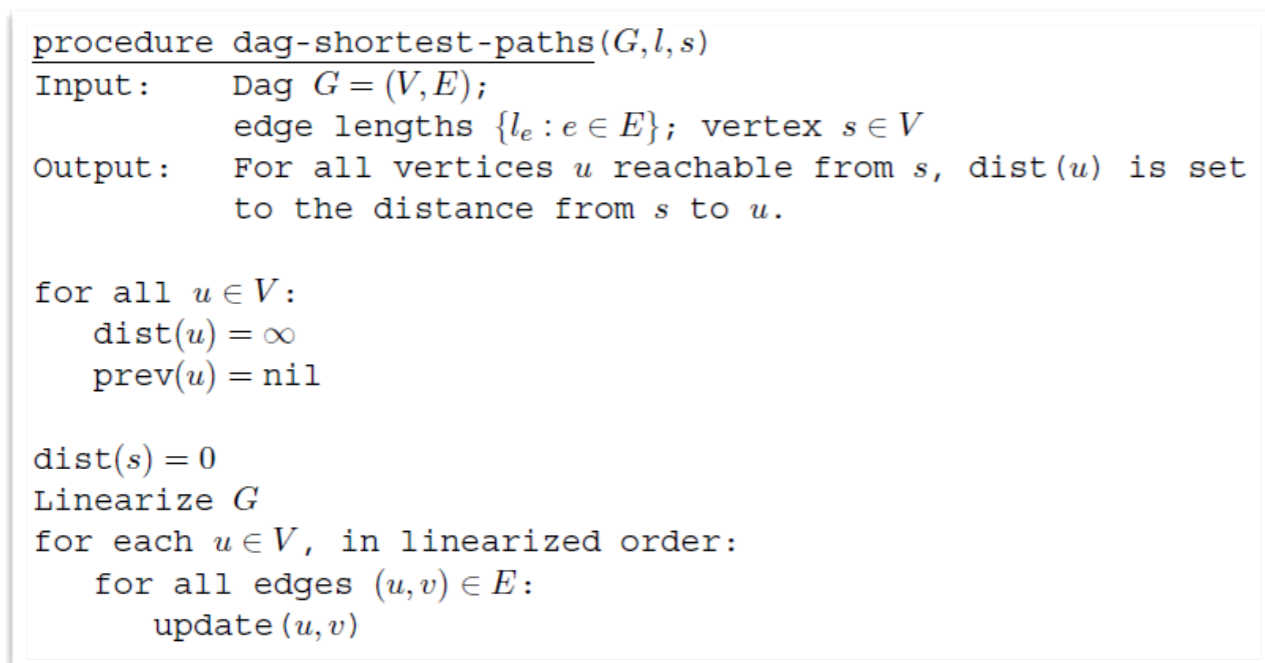 procedure dag-shortest-paths(G, l, s)
Input: Dag G = (V, E);
edge lengths {lₑ : e ∈ E}; vertex s ∈ V
Output: For all vertices u reachable from s, dist(u) is set
to the distance from s to u.
for all u ∈ V:
dist(u) = ∞
prev(u) = nil
dist(s) = 0
Linearize G
for each u ∈ V, in linearized order:
for all edges (u, v) ∈ E:
update(u, v)